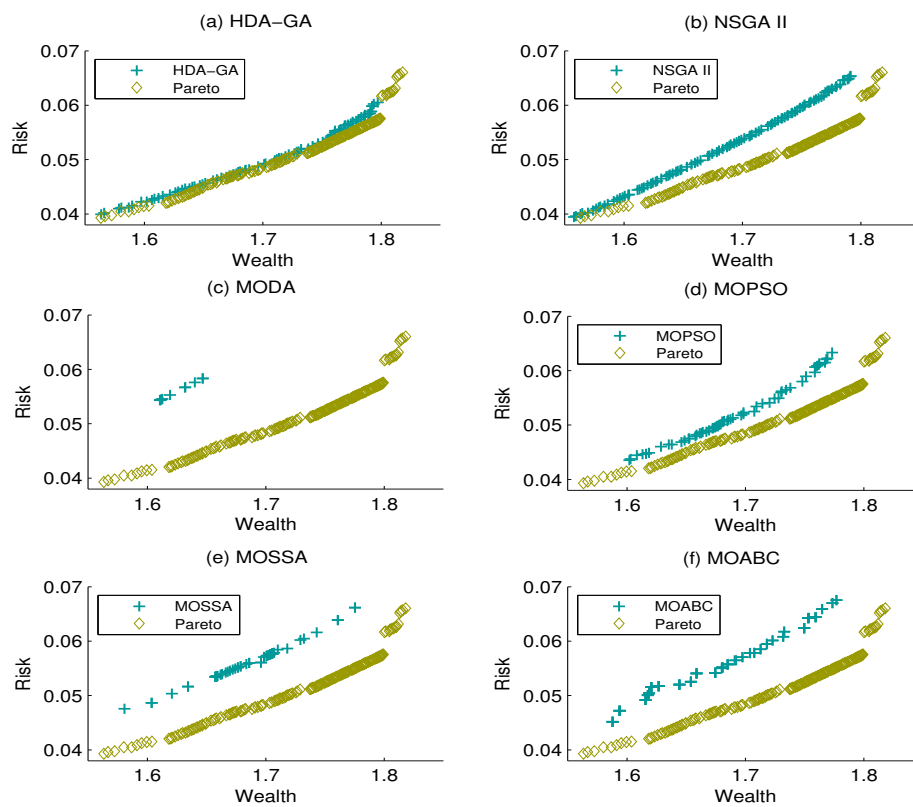 (a) HDA−GA
0.07
HDA−GA
Pareto
0.06
Risk
0.05
0.04
1.6 1.7 1.8
Wealth
(b) NSGA II
0.07
NSGA II
Pareto
0.06
Risk
0.05
0.04
1.6 1.7 1.8
Wealth
(c) MODA
0.07
0.06
Risk
0.05
0.04
1.6 1.7 1.8
Wealth
(d) MOPSO
0.07
MOPSO
Pareto
0.06
Risk
0.05
0.04
1.6 1.7 1.8
Wealth
(e) MOSSA
0.07
MOSSA
Pareto
0.06
Risk
0.05
0.04
1.6 1.7 1.8
Wealth
(f) MOABC
0.07
MOABC
Pareto
0.06
Risk
0.05
0.04
1.6 1.7 1.8
Wealth